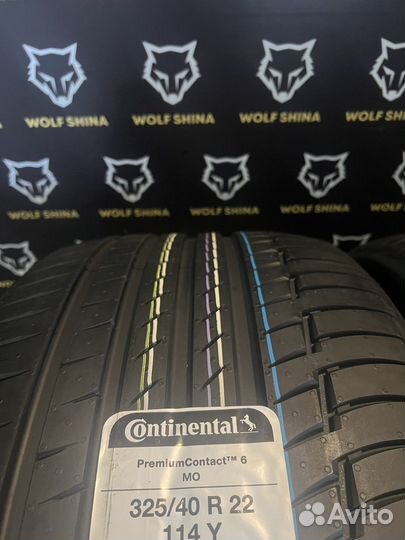 WOLF SHINA WOLF SHINA WOLF SHINA
WOLF SHINA WOLF SHINA WOLF SHINA WOLF SHINA
Continental
PremiumContact™ 6
MO
325/40 R 22
114 Y
Avito